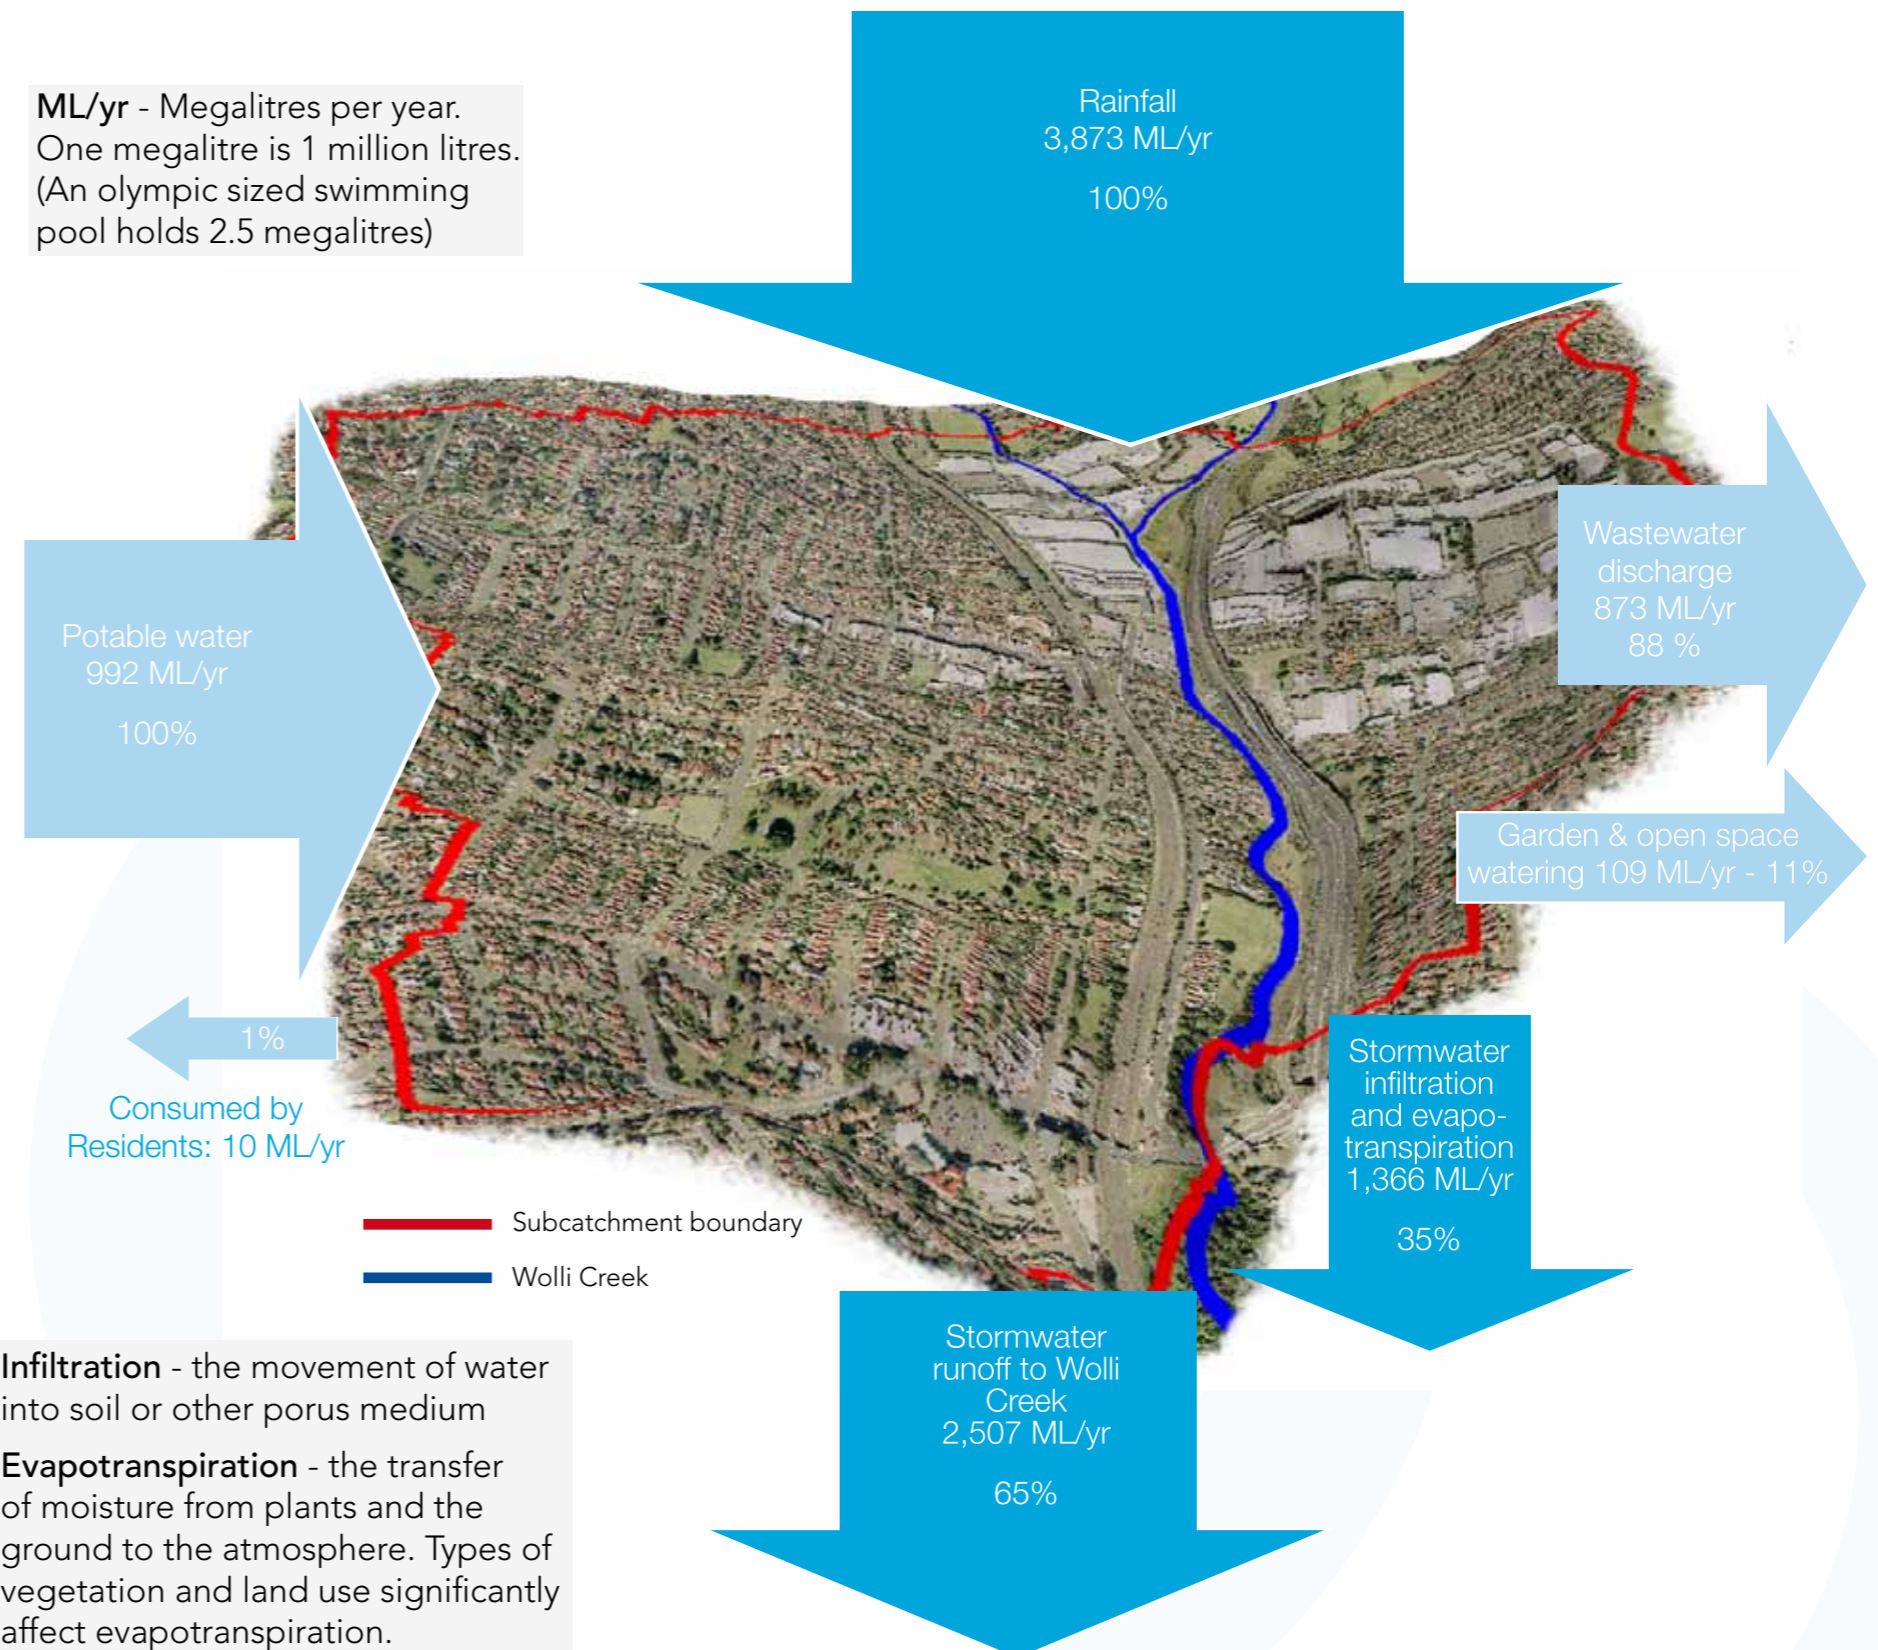 ML/yr - Megalitres per year.
One megalitre is 1 million litres.
(An olympic sized swimming
pool holds 2.5 megalitres)
Rainfall
3,873 ML/yr
100%
Potable water
992 ML/yr
100%
Wastewater
discharge
873 ML/yr
88 %
Garden & open space
watering 109 ML/yr - 11%
1%
Consumed by
Residents: 10 ML/yr
Stormwater
infiltration
and evapo-
transpiration
1,366 ML/yr
35%
Subcatchment boundary
Wolli Creek
Stormwater
runoff to Wolli
Creek
2,507 ML/yr
65%
Infiltration - the movement of water
into soil or other porus medium
Evapotranspiration - the transfer
of moisture from plants and the
ground to the atmosphere. Types of
vegetation and land use significantly
affect evapotranspiration.